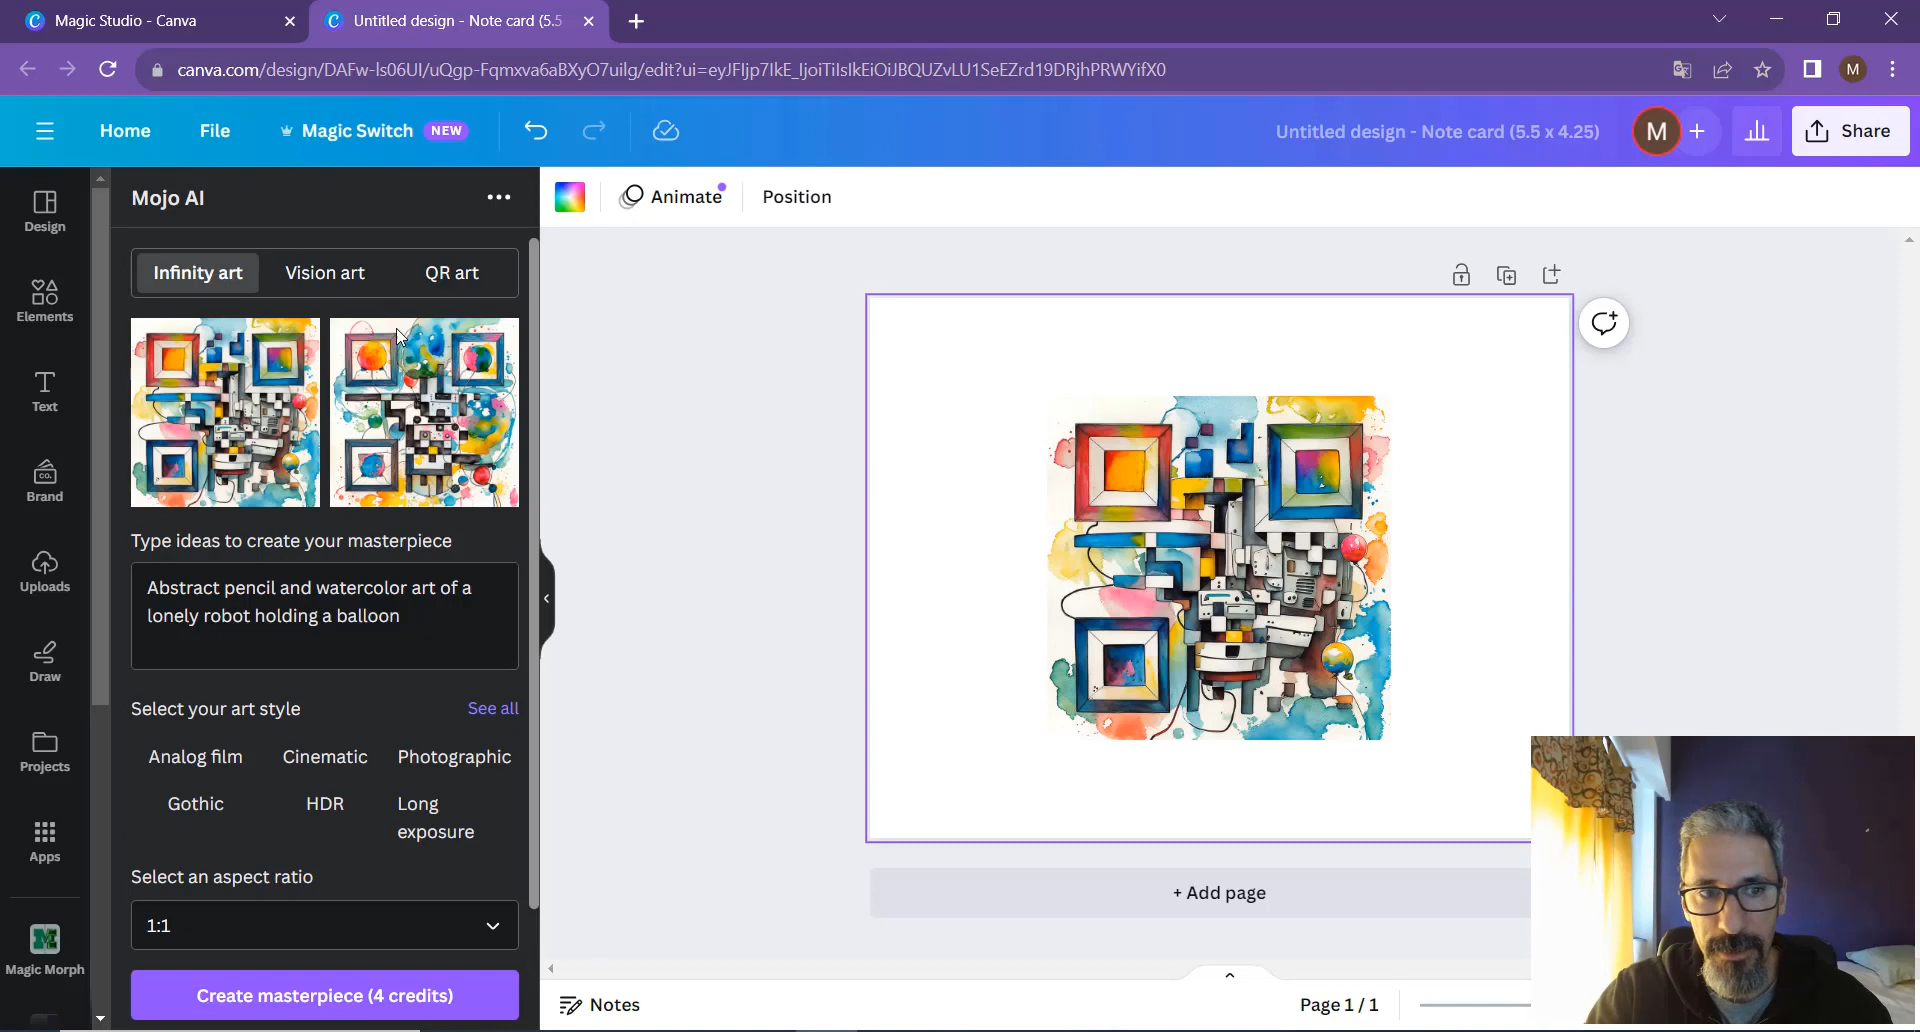 Magic Studio - Canva
Untitled design - Note card (5.5
canva.com/design/DAFw-ls06UI/uQgp-Fqmxva6aBXyO7uilg/edit?ui=eyJFIjp7IkE_IjoiTiIsIkEiOiJBQUZvLU1SeEZrd19DRjhPRWYifX0
M
Home
File
Magic Switch NEW
Untitled design - Note card (5.5 x 4.25)
M
Share
Mojo AI
Animate
Position
Design
Elements
Text
Brand
CO.
Uploads
Draw
Projects
Apps
Magic Morph
Infinity art
Vision art
QR art
Type ideas to create your masterpiece
Abstract pencil and watercolor art of a
lonely robot holding a balloon
Select your art style
See all
Analog film
Cinematic
Photographic
Gothic
HDR
Long
exposure
Select an aspect ratio
1:1
Create masterpiece (4 credits)
+ Add page
Notes
Page 1 / 1